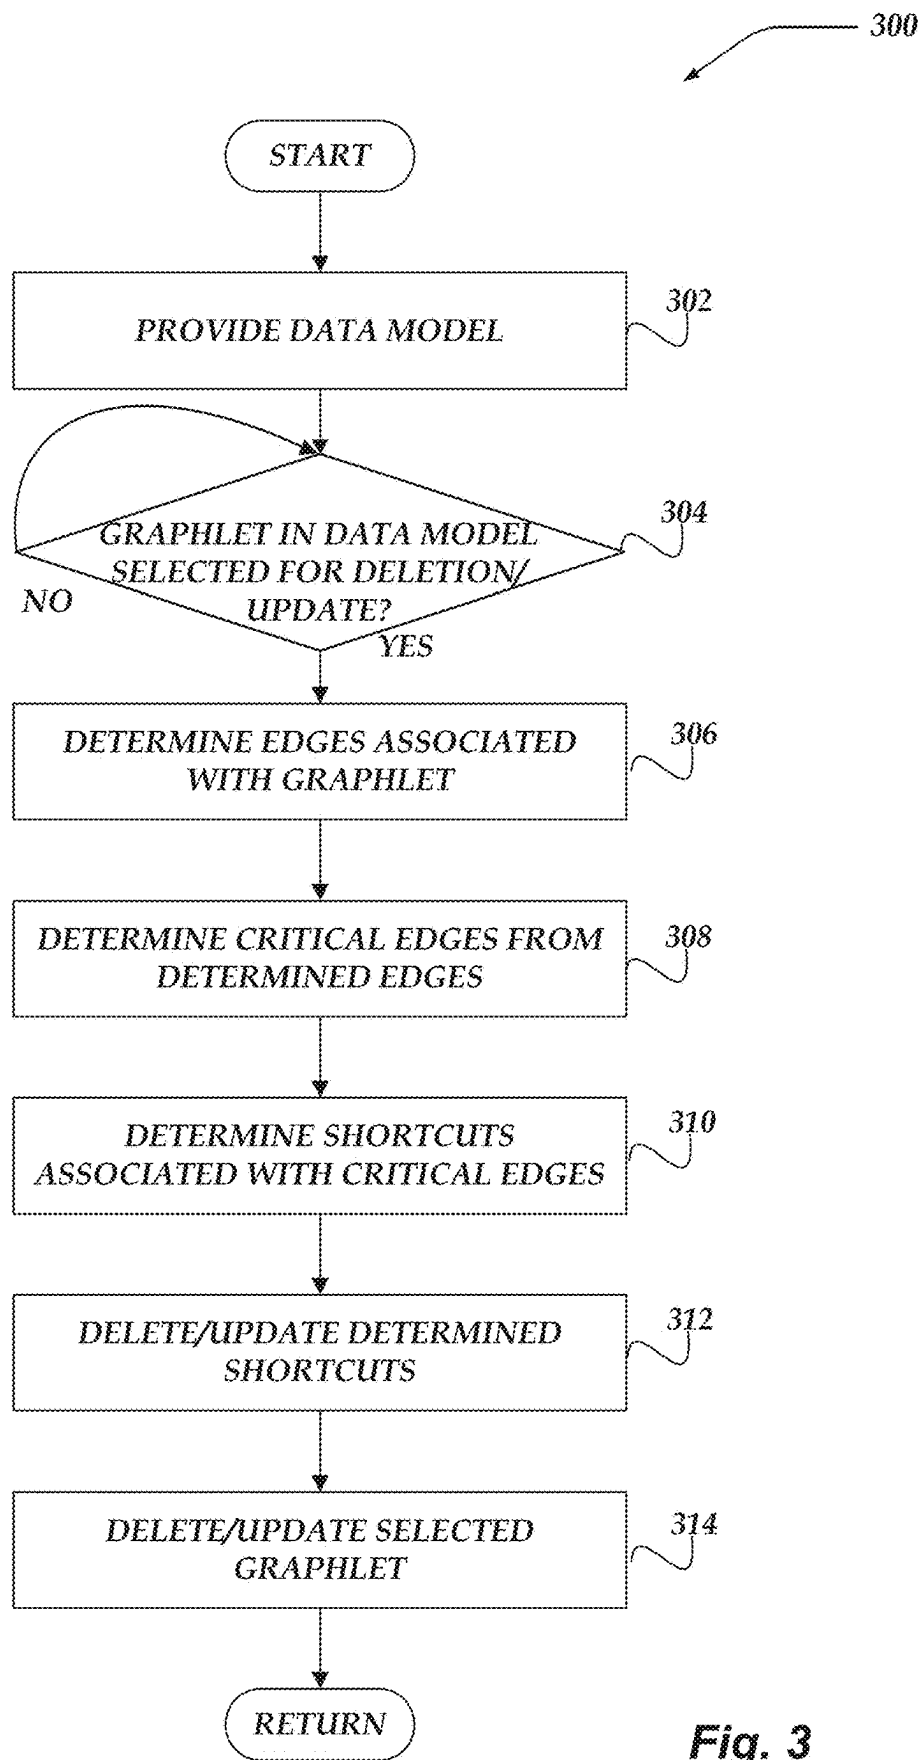 300
START
PROVIDE DATA MODEL
302
GRAPHLET IN DATA MODEL
SELECTED FOR DELETION/
UPDATE?
304
NO
YES
DETERMINE EDGES ASSOCIATED
WITH GRAPHLET
306
DETERMINE CRITICAL EDGES FROM
DETERMINED EDGES
308
DETERMINE SHORTCUTS
ASSOCIATED WITH CRITICAL EDGES
310
DELETE/UPDATE DETERMINED
SHORTCUTS
312
DELETE/UPDATE SELECTED
GRAPHLET
314
RETURN
Fig. 3